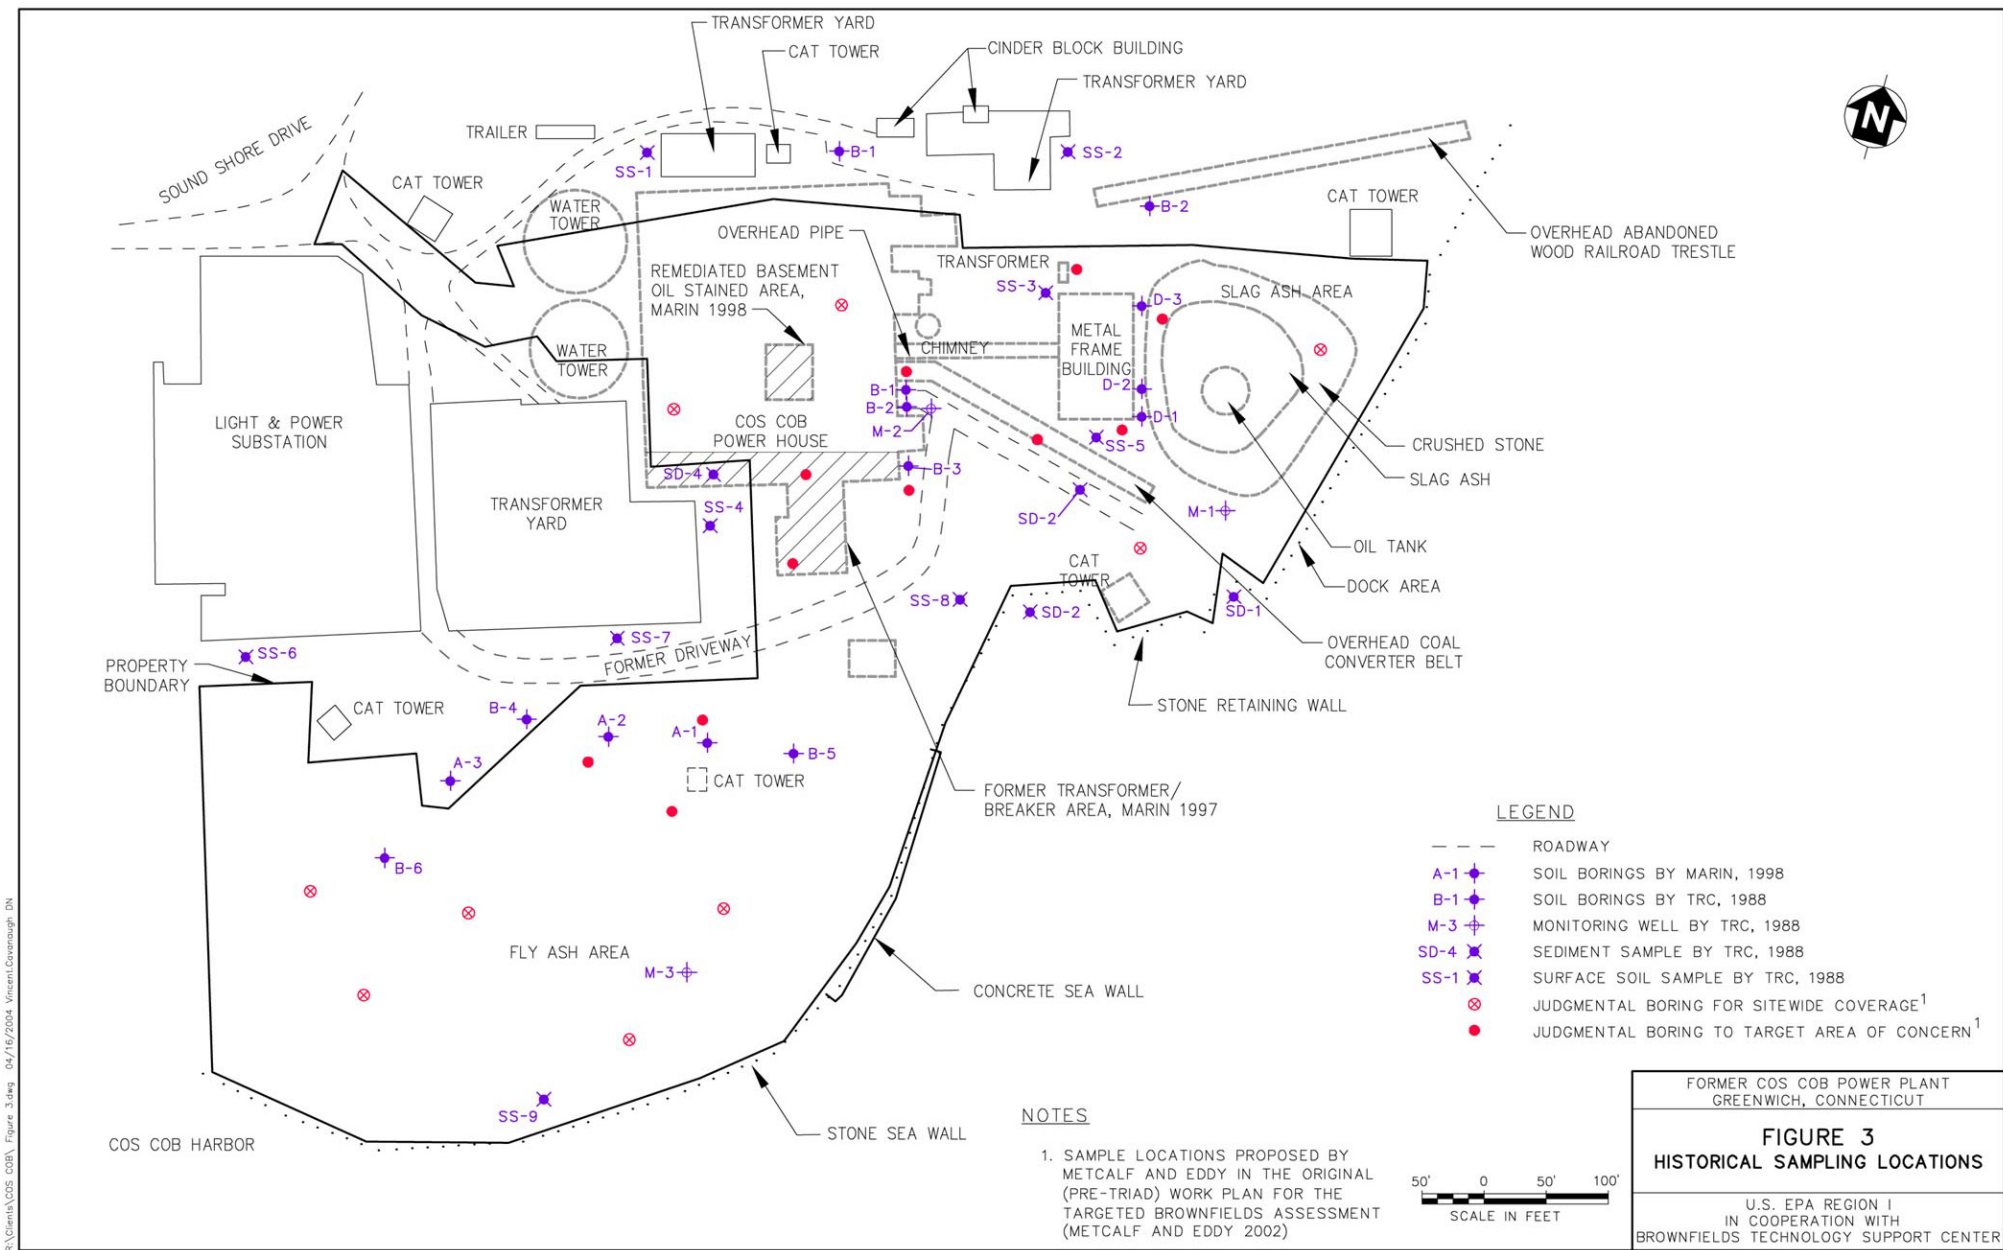 TRANSFORMER YARD
CAT TOWER
CINDER BLOCK BUILDING
TRANSFORMER YARD
N
SOUND SHORE DRIVE
TRAILER
SS-1
B-1
SS-2
CAT TOWER
WATER
TOWER
B-2
CAT TOWER
OVERHEAD ABANDONED
WOOD RAILROAD TRESTLE
OVERHEAD PIPE
TRANSFORMER
REMEDIATED BASEMENT
OIL STAINED AREA,
MARIN 1998
SS-3
D-3
SLAG ASH AREA
WATER
TOWER
CHIMNEY
METAL
FRAME
BUILDING
LIGHT & POWER
SUBSTATION
COS COB
POWER HOUSE
B-1
B-2
M-2
D-2
D-1
SS-5
CRUSHED STONE
SLAG ASH
SD-4
B-3
TRANSFORMER
YARD
SS-4
SD-2
M-1
OIL TANK
DOCK AREA
CAT
TOWER
SS-8
SD-2
SD-1
OVERHEAD COAL
CONVERTER BELT
SS-6
SS-7
FORMER DRIVEWAY
PROPERTY
BOUNDARY
STONE RETAINING WALL
CAT TOWER
B-4
A-2
A-1
B-5
A-3
CAT TOWER
FORMER TRANSFORMER/
BREAKER AREA, MARIN 1997
B-6
FLY ASH AREA
M-3
CONCRETE SEA WALL
SS-9
STONE SEA WALL
COS COB HARBOR
LEGEND
ROADWAY
A-1 SOIL BORINGS BY MARIN, 1998
B-1 SOIL BORINGS BY TRC, 1988
M-3 MONITORING WELL BY TRC, 1988
SD-4 SEDIMENT SAMPLE BY TRC, 1988
SS-1 SURFACE SOIL SAMPLE BY TRC, 1988
JUDGMENTAL BORING FOR SITEWIDE COVERAGE1
JUDGMENTAL BORING TO TARGET AREA OF CONCERN1
NOTES
1. SAMPLE LOCATIONS PROPOSED BY
METCALF AND EDDY IN THE ORIGINAL
(PRE-TRIAD) WORK PLAN FOR THE
TARGETED BROWNFIELDS ASSESSMENT
(METCALF AND EDDY 2002)
50' 0 50' 100'
SCALE IN FEET
FORMER COS COB POWER PLANT
GREENWICH, CONNECTICUT
FIGURE 3
HISTORICAL SAMPLING LOCATIONS
U.S. EPA REGION I
IN COOPERATION WITH
BROWNFIELDS TECHNOLOGY SUPPORT CENTER
R:\Clients\COS COB\ Figure 3.dwg 04/16/2004 Vincent.Cavanaugh DN